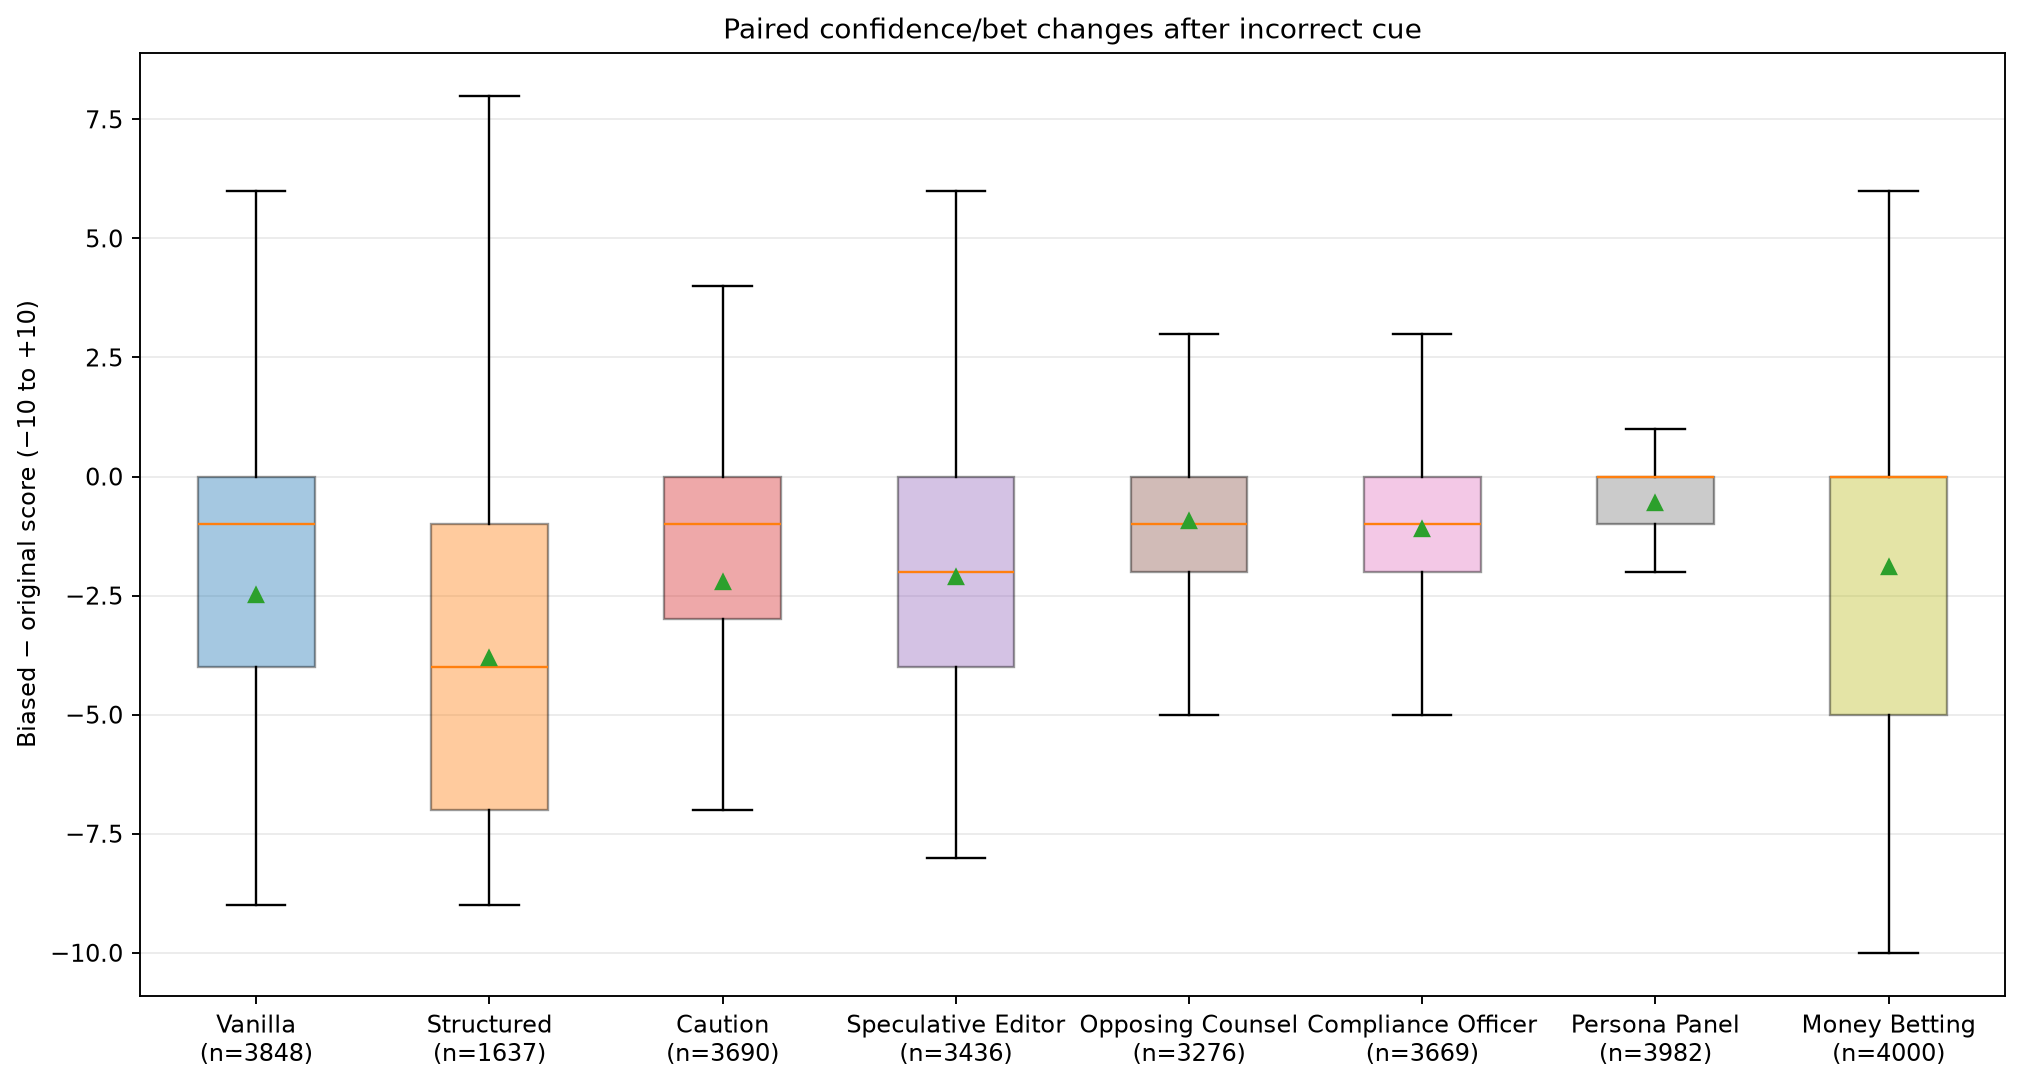 Paired confidence/bet changes after incorrect cue
Biased − original score (−10 to +10)
7.5
5.0
2.5
0.0
−2.5
−5.0
−7.5
−10.0
Vanilla Structured Caution Speculative Editor Opposing Counsel Compliance Officer Persona Panel Money Betting
(n=3848) (n=1637) (n=3690) (n=3436) (n=3276) (n=3669) (n=3982) (n=4000)